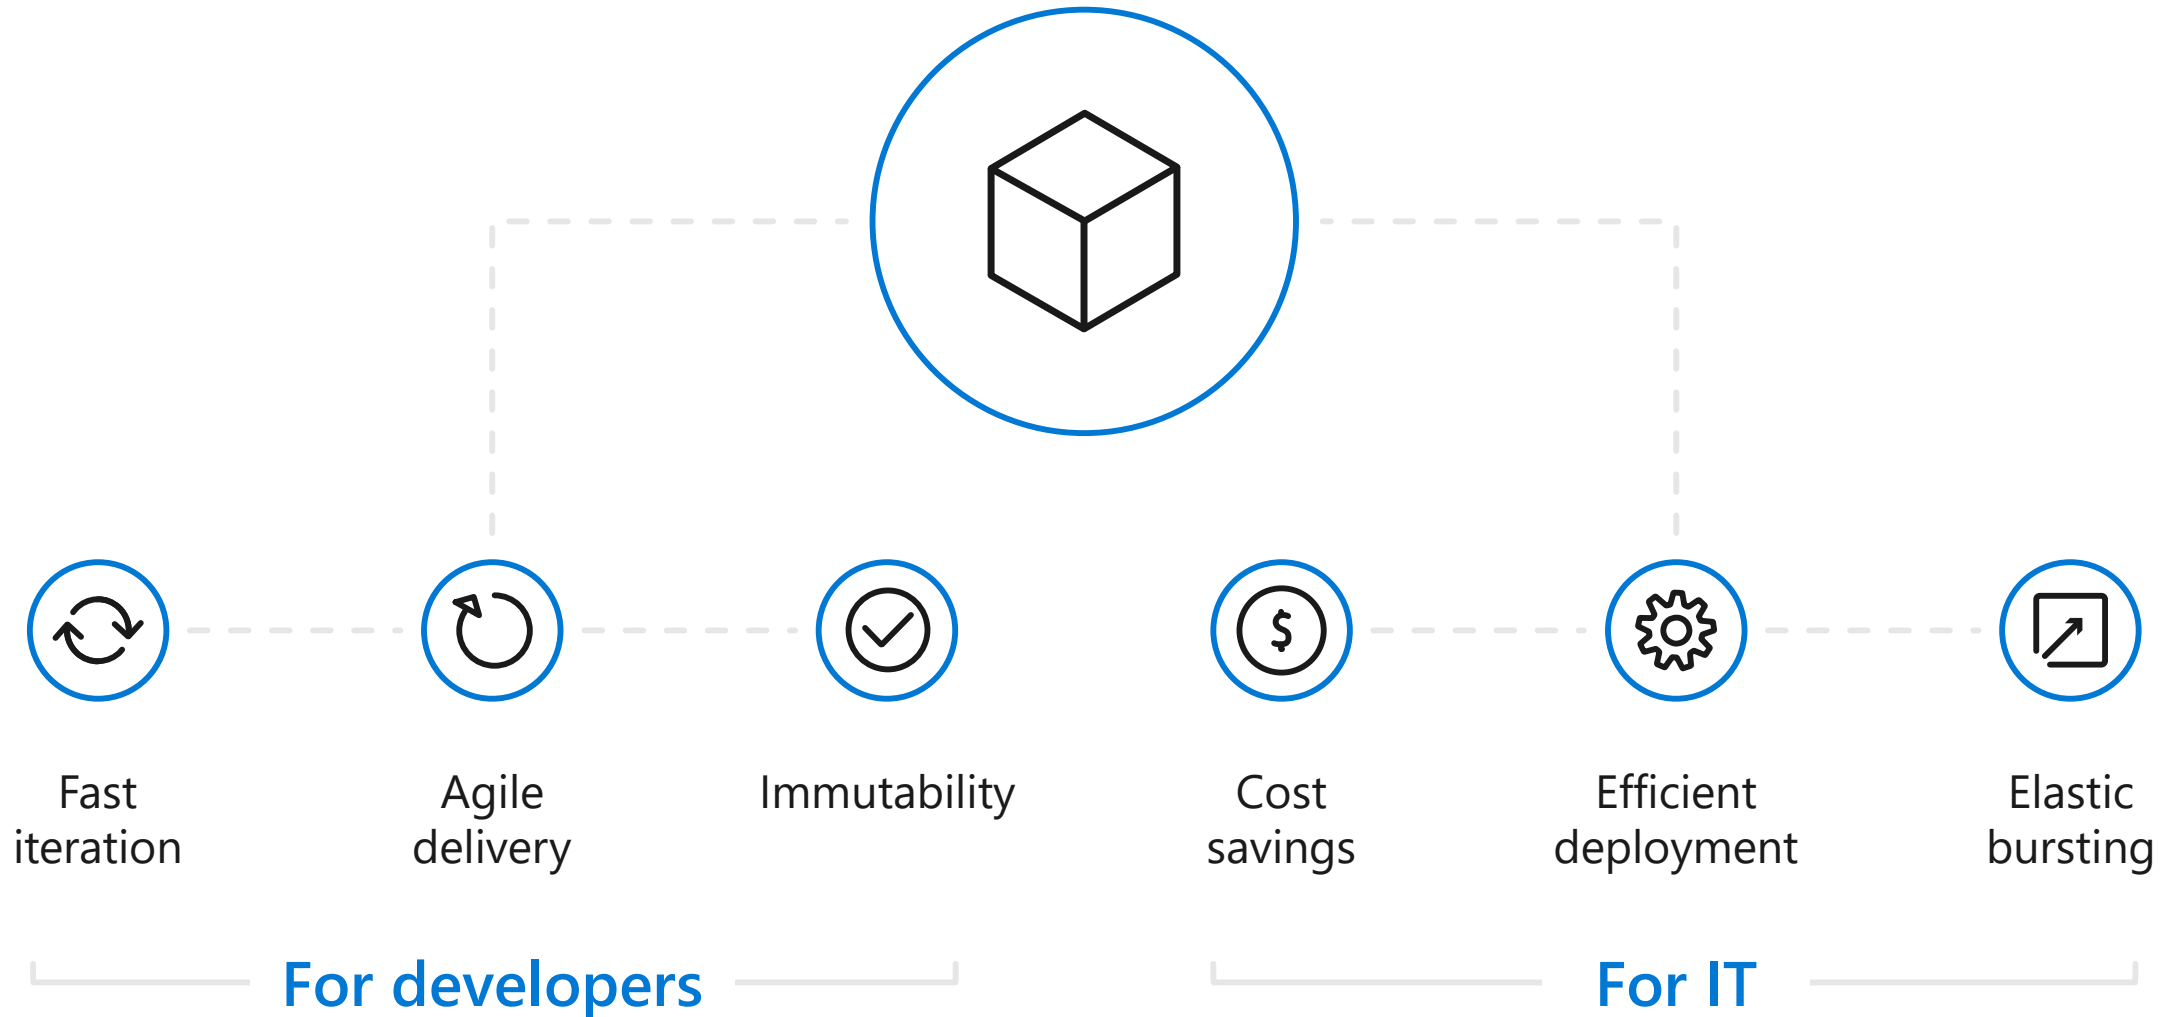 Fast
iteration
Agile
delivery
Immutability
Cost
savings
Efficient
deployment
Elastic
bursting
For developers
For IT